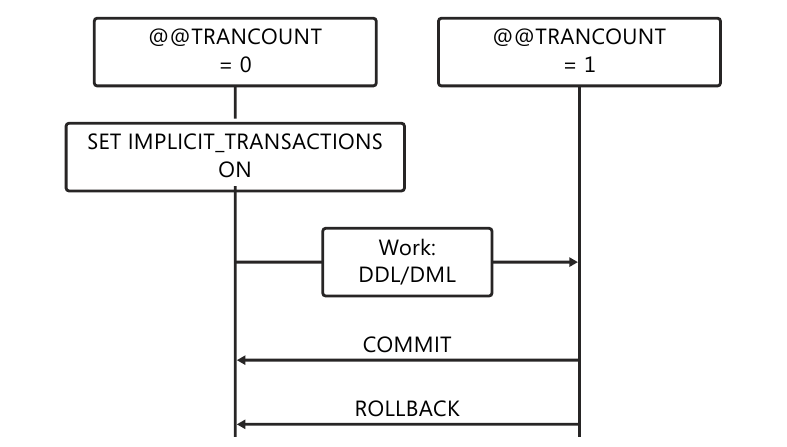 @@TRANCOUNT
= 0
@@TRANCOUNT
= 1
SET IMPLICIT_TRANSACTIONS
ON
Work:
DDL/DML
COMMIT
ROLLBACK